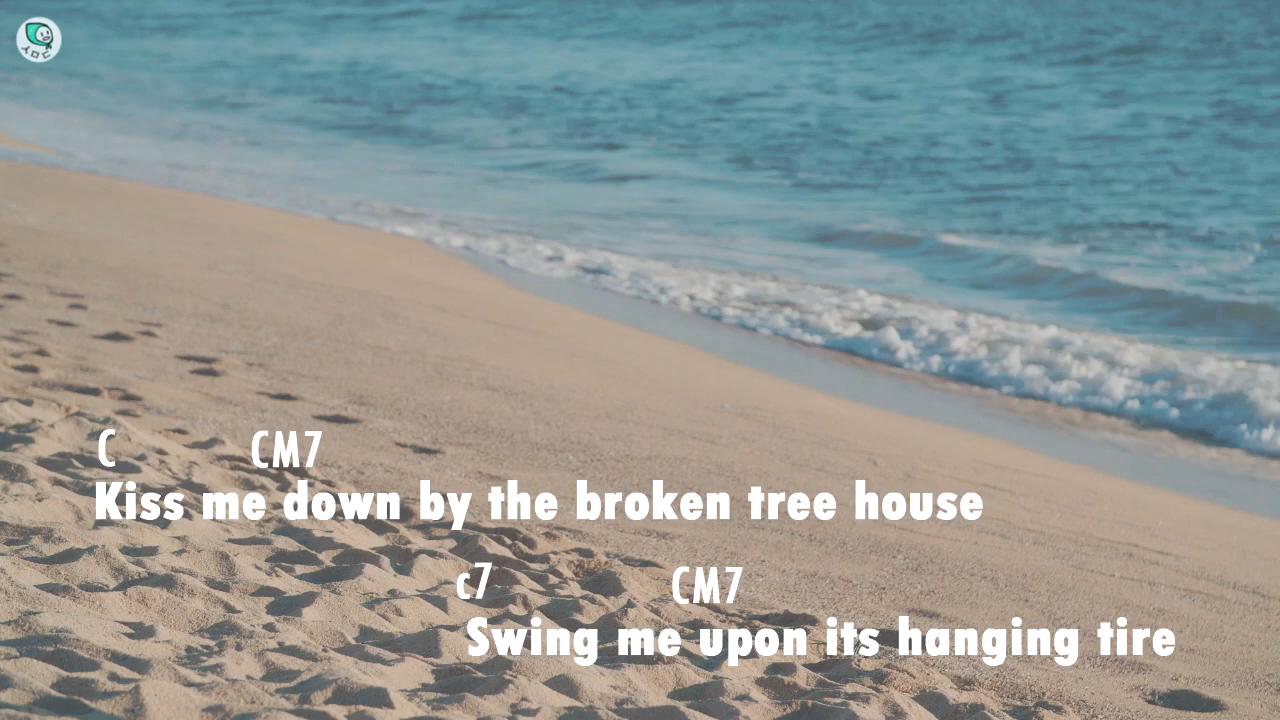 C CM7
Kiss me down by the broken tree house
c7 CM7
Swing me upon its hanging tire